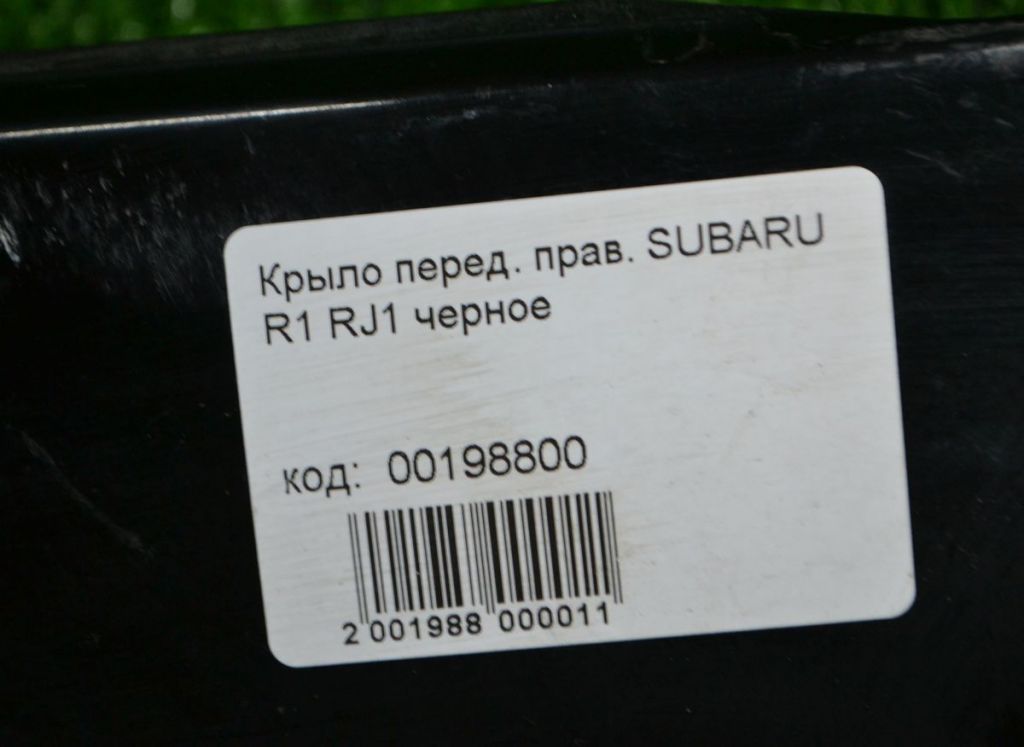 Крыло перед. прав. SUBARU
R1 RJ1 черное
код: 00198800
2 001988 000011